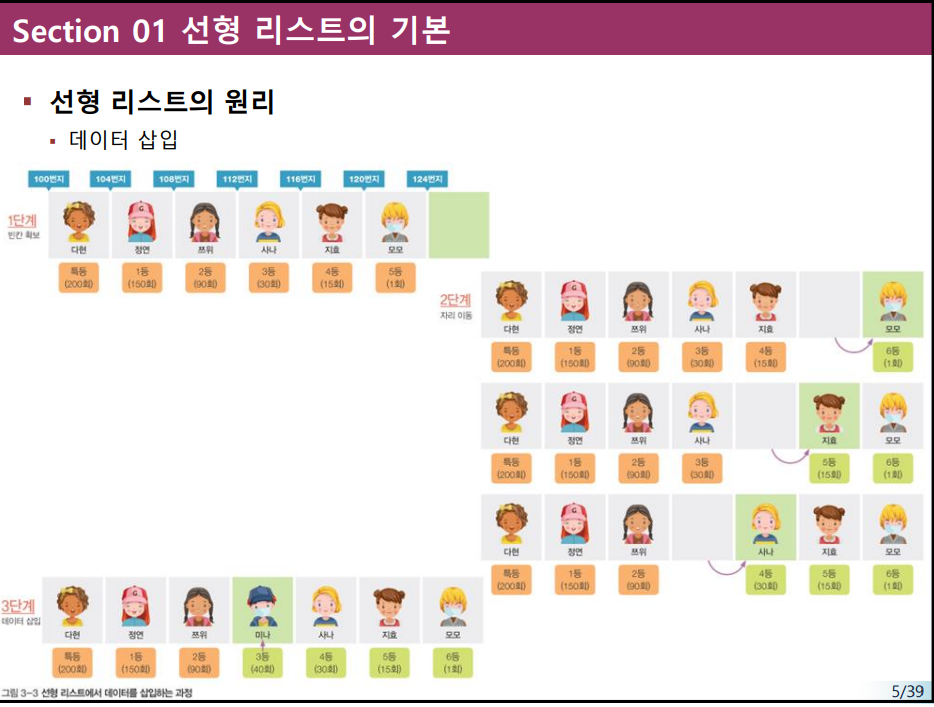 Section 01 선형 리스트의 기본
▪ 선형 리스트의 원리
▪ 데이터 삽입
100번지 104번지 108번지 112번지 116번지 120번지 124번지
1단계
빈칸 확보
G
다현 정연 쯔위 사나 지효 모모
특등 1등 2등 3등 4등 5등
(200회) (150회) (90회) (30회) (15회) (1회)
2단계
자리 이동
G
다현 정연 쯔위 사나 지효 모모
특등 1등 2등 3등 4등 6등
(200회) (150회) (90회) (30회) (15회) (1회)
G
다현 정연 쯔위 사나 지효 모모
특등 1등 2등 3등 5등 6등
(200회) (150회) (90회) (30회) (15회) (1회)
G
다현 정연 쯔위 사나 지효 모모
특등 1등 2등 4등 5등 6등
(200회) (150회) (90회) (30회) (15회) (1회)
3단계
데이터 삽입
G
다현 정연 쯔위 미나 사나 지효 모모
특등 1등 2등 3등 4등 5등 6등
(200회) (150회) (90회) (40회) (30회) (15회) (1회)
그림 3-3 선형 리스트에서 데이터를 삽입하는 과정
5/39